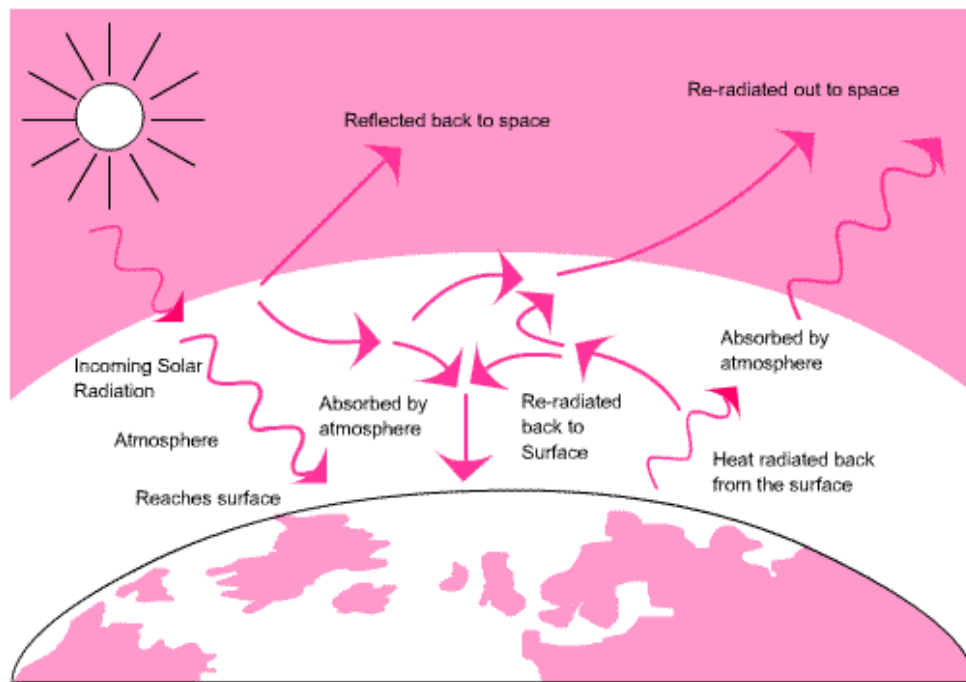 Re-radiated out to space
Reflected back to space
Incoming Solar
Radiation
Atmosphere
Reaches surface
Absorbed by
atmosphere
Re-radiated
back to
Surface
Absorbed by
atmosphere
Heat radiated back
from the surface